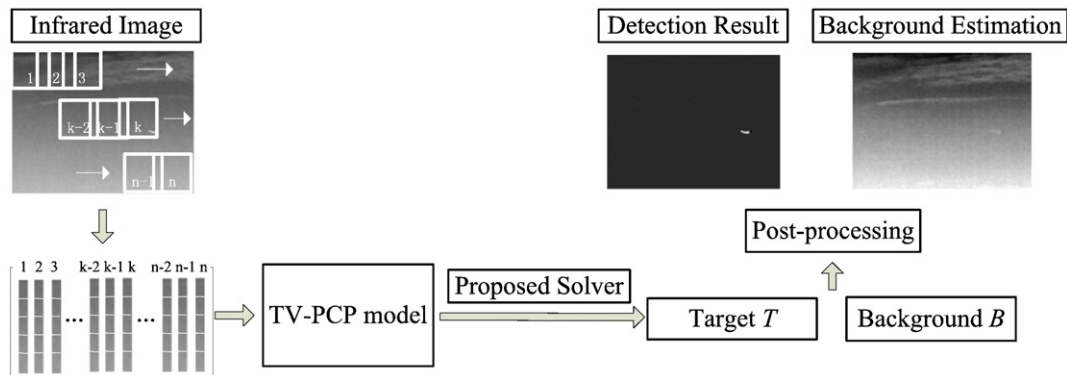 Infrared Image
Detection Result
Background Estimation
1 2 3
k-2 k-1 k
n-1 n
Post-processing
1 2 3 k-2 k-1 k n-2 n-1 n
... ...
TV-PCP model
Proposed Solver
Target T
Background B